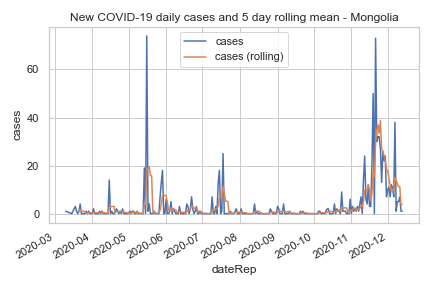 New COVID-19 daily cases and 5 day rolling mean - Mongolia
cases
cases (rolling)
60
40
20
0
cases
2020-03
2020-04
2020-05
2020-06
2020-07
2020-08
2020-09
2020-10
2020-11
2020-12
dateRep